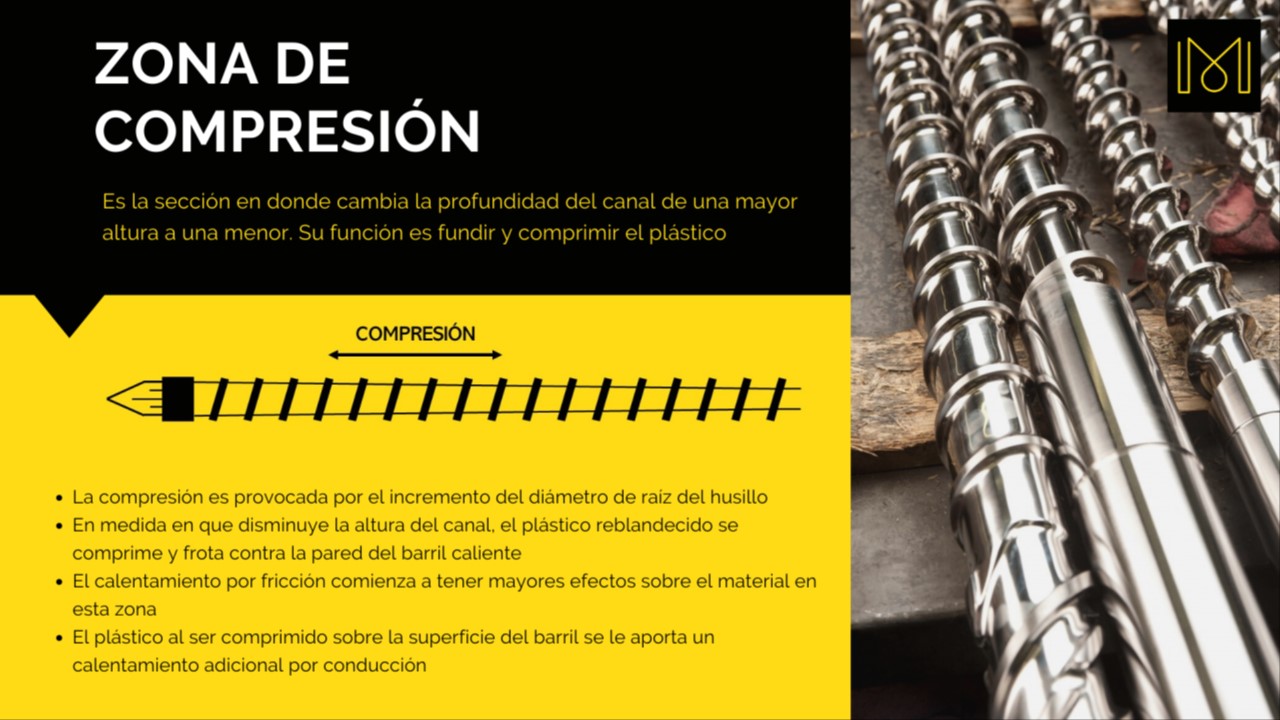 ZONA DE
COMPRESIÓN
Es la sección en donde cambia la profundidad del canal de una mayor
altura a una menor. Su función es fundir y comprimir el plástico
COMPRESIÓN
• La compresión es provocada por el incremento del diámetro de raíz del husillo
• En medida en que disminuye la altura del canal, el plástico reblandecido se
comprime y frota contra la pared del barril caliente
• El calentamiento por fricción comienza a tener mayores efectos sobre el material en
esta zona
• El plástico al ser comprimido sobre la superficie del barril se le aporta un
calentamiento adicional por conducción